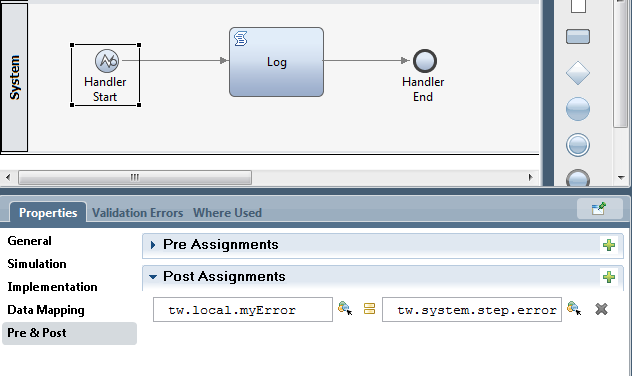 System
Handler
Start
Log
Handler
End
Properties Validation Errors Where Used
General
Simulation
Implementation
Data Mapping
Pre & Post
Pre Assignments
Post Assignments
tw.local.myError tw.system.step.error